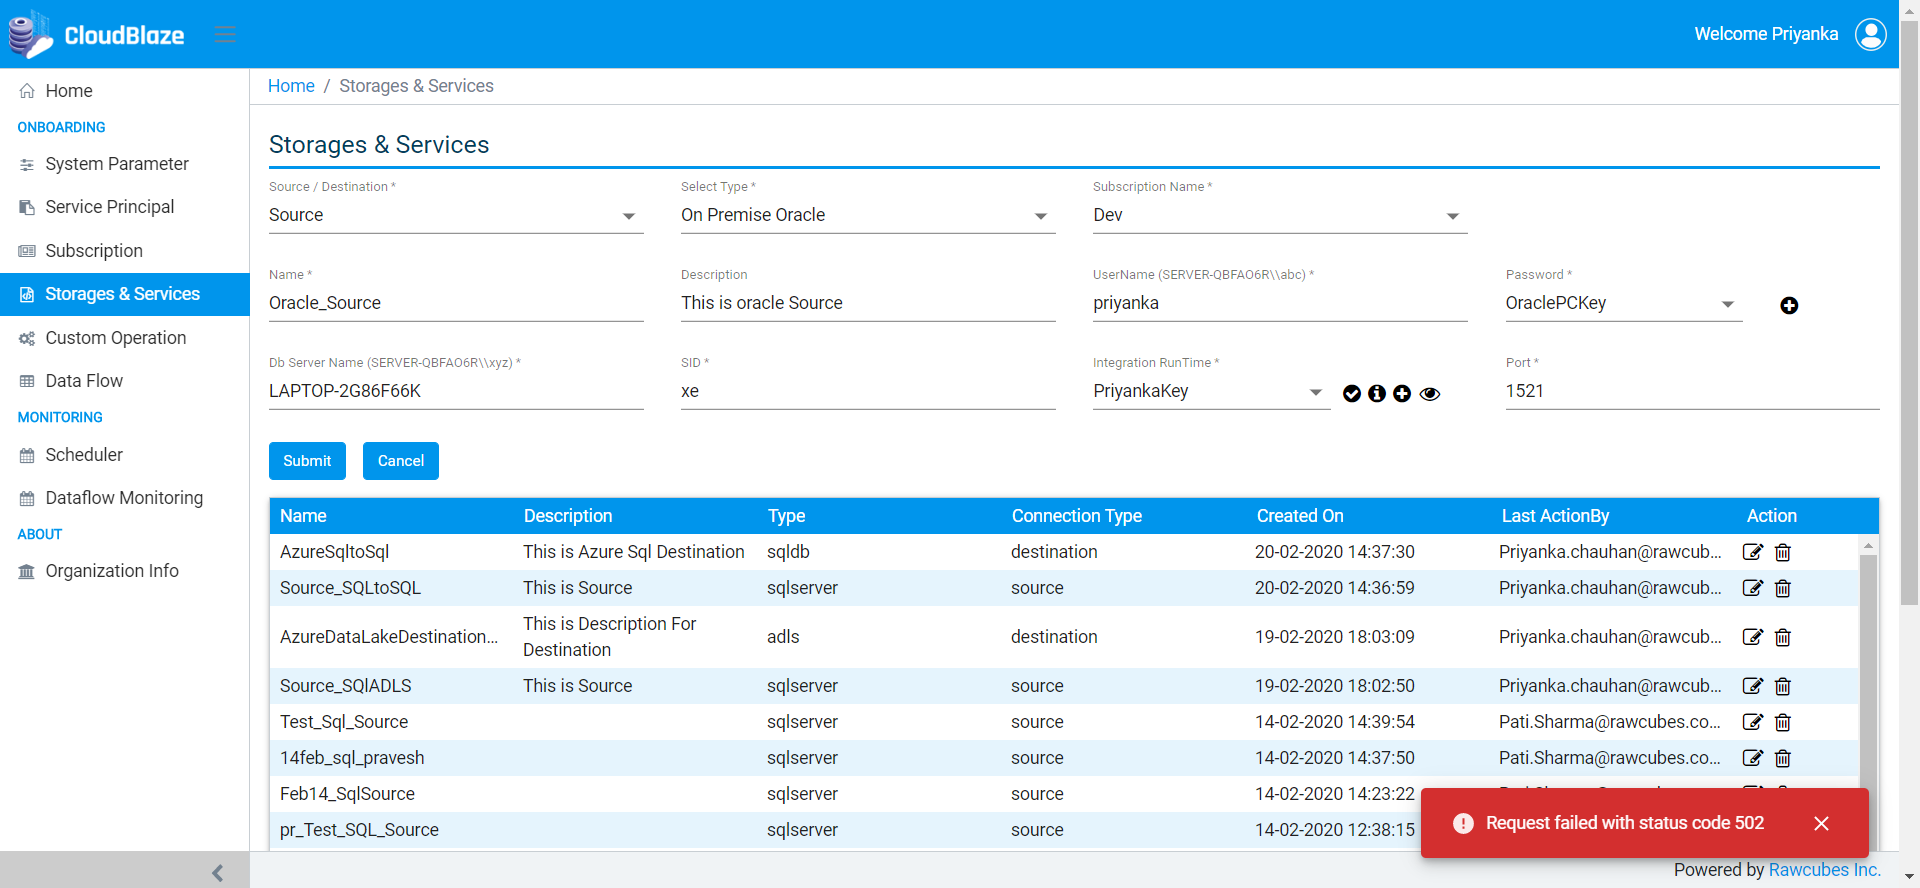 CloudBlaze
Welcome Priyanka
Home
ONBOARDING
System Parameter
Service Principal
Subscription
Storages & Services
Custom Operation
Data Flow
MONITORING
Scheduler
Dataflow Monitoring
ABOUT
Organization Info
Home / Storages & Services
Storages & Services
Source / Destination * Select Type * Subscription Name *
Source On Premise Oracle Dev
Name * Description UserName (SERVER-QBFAO6R\\abc) * Password *
Oracle_Source This is oracle Source priyanka OraclePCKey
Db Server Name (SERVER-QBFAO6R\\xyz) * SID * Integration RunTime * Port *
LAPTOP-2G86F66K xe PriyankaKey 1521
Submit Cancel
Name Description Type Connection Type Created On Last ActionBy Action
AzureSqltoSql This is Azure Sql Destination sqldb destination 20-02-2020 14:37:30 Priyanka.chauhan@rawcub...
Source_SQLtoSQL This is Source sqlserver source 20-02-2020 14:36:59 Priyanka.chauhan@rawcub...
AzureDataLakeDestination... This is Description For Destination adls destination 19-02-2020 18:03:09 Priyanka.chauhan@rawcub...
Source_SQlADLS This is Source sqlserver source 19-02-2020 18:02:50 Priyanka.chauhan@rawcub...
Test_Sql_Source sqlserver source 14-02-2020 14:39:54 Pati.Sharma@rawcubes.co...
14feb_sql_pravesh sqlserver source 14-02-2020 14:37:50 Pati.Sharma@rawcubes.co...
Feb14_SqlSource sqlserver source 14-02-2020 14:23:22
pr_Test_SQL_Source sqlserver source 14-02-2020 12:38:15
Request failed with status code 502
Powered by Rawcubes Inc.